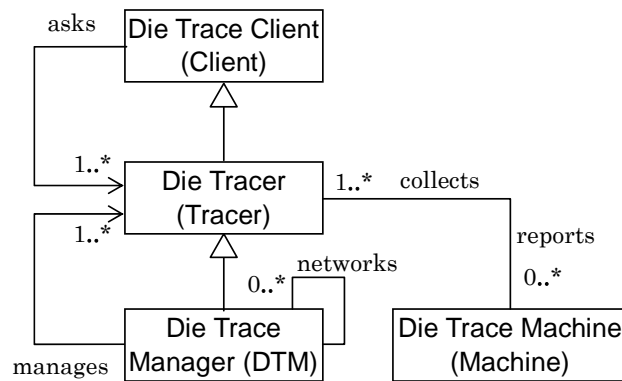 asks
Die Trace Client
(Client)
1..*
Die Tracer
(Tracer)
1..*
collects
1..*
reports
networks
0..*
0..*
Die Trace
Manager (DTM)
Die Trace Machine
(Machine)
manages